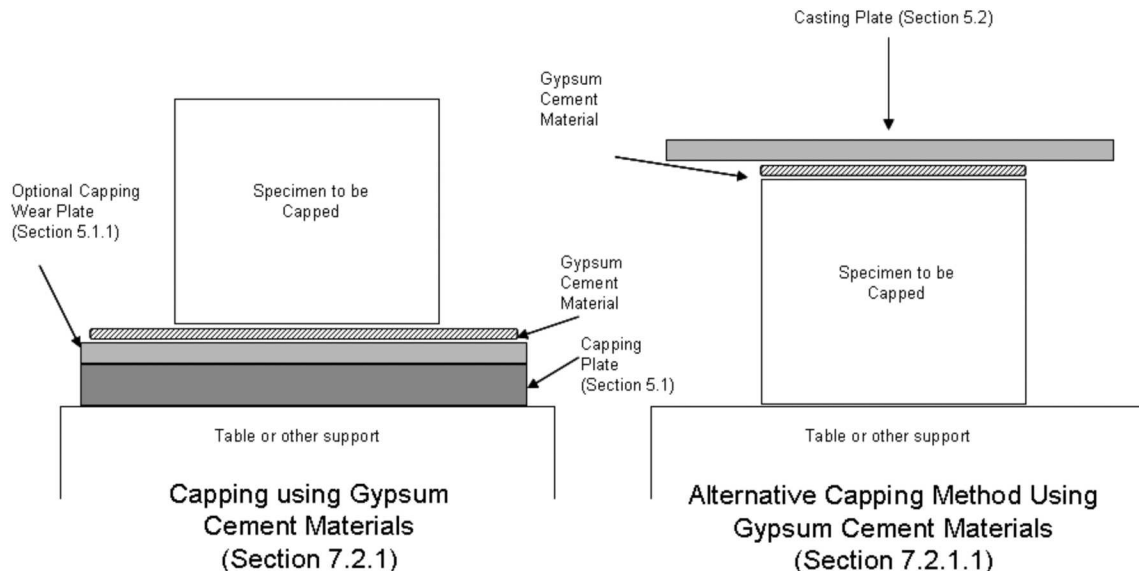 Casting Plate (Section 5.2)
Gypsum
Cement
Material
Optional Capping
Wear Plate
(Section 5.1.1)
Specimen to be
Capped
Gypsum
Cement
Material
Capping
Plate
(Section 5.1)
Table or other support
Capping using Gypsum
Cement Materials
(Section 7.2.1)
Specimen to be
Capped
Table or other support
Alternative Capping Method Using
Gypsum Cement Materials
(Section 7.2.1.1)